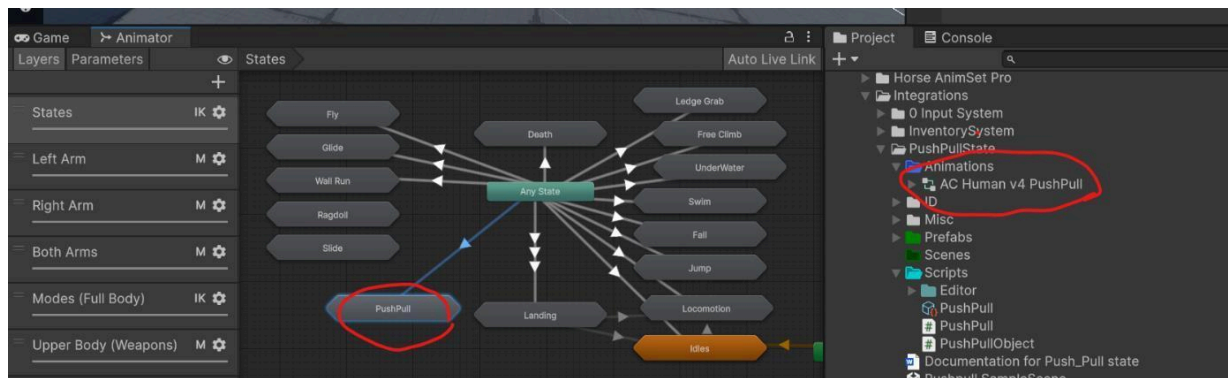 Game
Animator
Layers
Parameters
States
Auto Live Link
States
IK
Left Arm
M
Right Arm
M
Both Arms
M
Modes (Full Body)
IK
Upper Body (Weapons)
M
Fly
Glide
Wall Run
Ragdoll
Slide
PushPull
Death
Any State
Landing
Ledge Grab
Free Climb
UnderWater
Swim
Fall
Jump
Locomotion
Idles
Project
Console
Horse AnimSet Pro
Integrations
0 Input System
InventorySystem
PushPullState
Animations
AC Human v4 PushPull
ID
Misc
Prefabs
Scenes
Scripts
Editor
PushPull
PushPull
PushPullObject
Documentation for Push_Pull state
Pushpull SampleScene